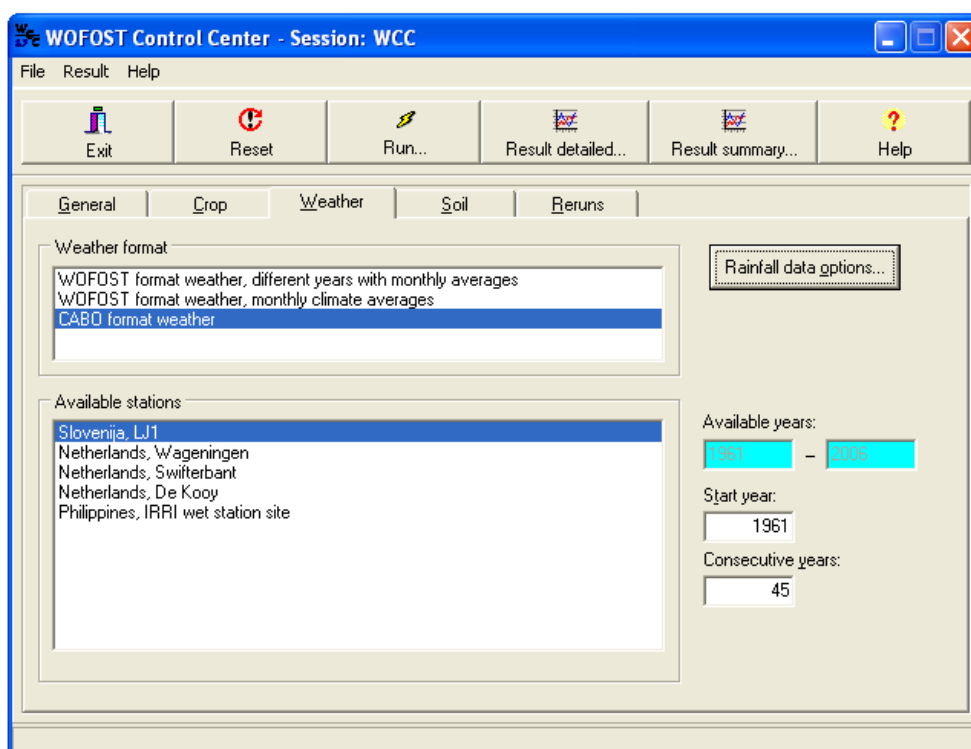 WCC WOFOST Control Center - Session: WCC
File Result Help
Exit Reset Run... Result detailed... Result summary... Help
General Crop Weather Soil Reruns
Weather format
Rainfall data options...
WOFOST format weather, different years with monthly averages
WOFOST format weather, monthly climate averages
CABO format weather
Available stations
Slovenija, LJ1
Netherlands, Wageningen
Netherlands, Swifterbant
Netherlands, De Kooy
Philippines, IRRI wet station site
Available years:
1961 – 2006
Start year:
1961
Consecutive years:
45